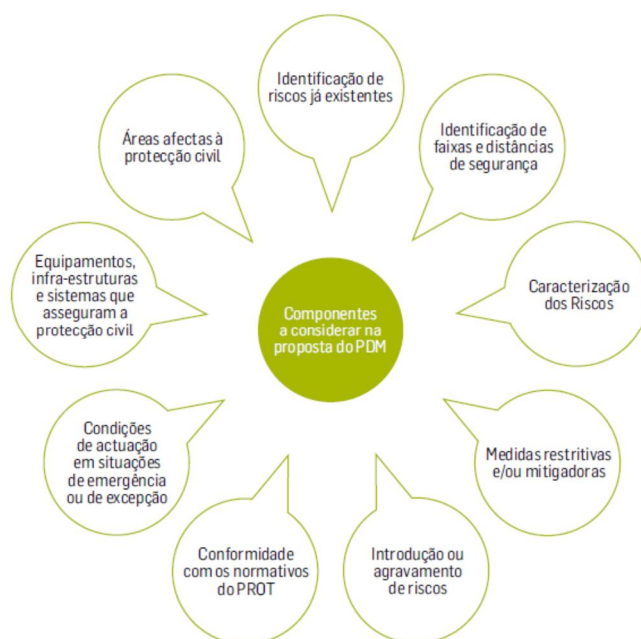 Identificação de
riscos já existentes
Identificação de
faixas e distâncias
de segurança
Caracterização
dos Riscos
Medidas restritivas
e/ou mitigadoras
Introdução ou
agravamento
de riscos
Conformidade
com os normativos
do PROT
Condições
de actuação
em situações
de emergência
ou de excepção
Equipamentos,
infra-estruturas
e sistemas que
asseguram a
protecção civil
Áreas afectas à
protecção civil
Componentes
a considerar na
proposta do PDM